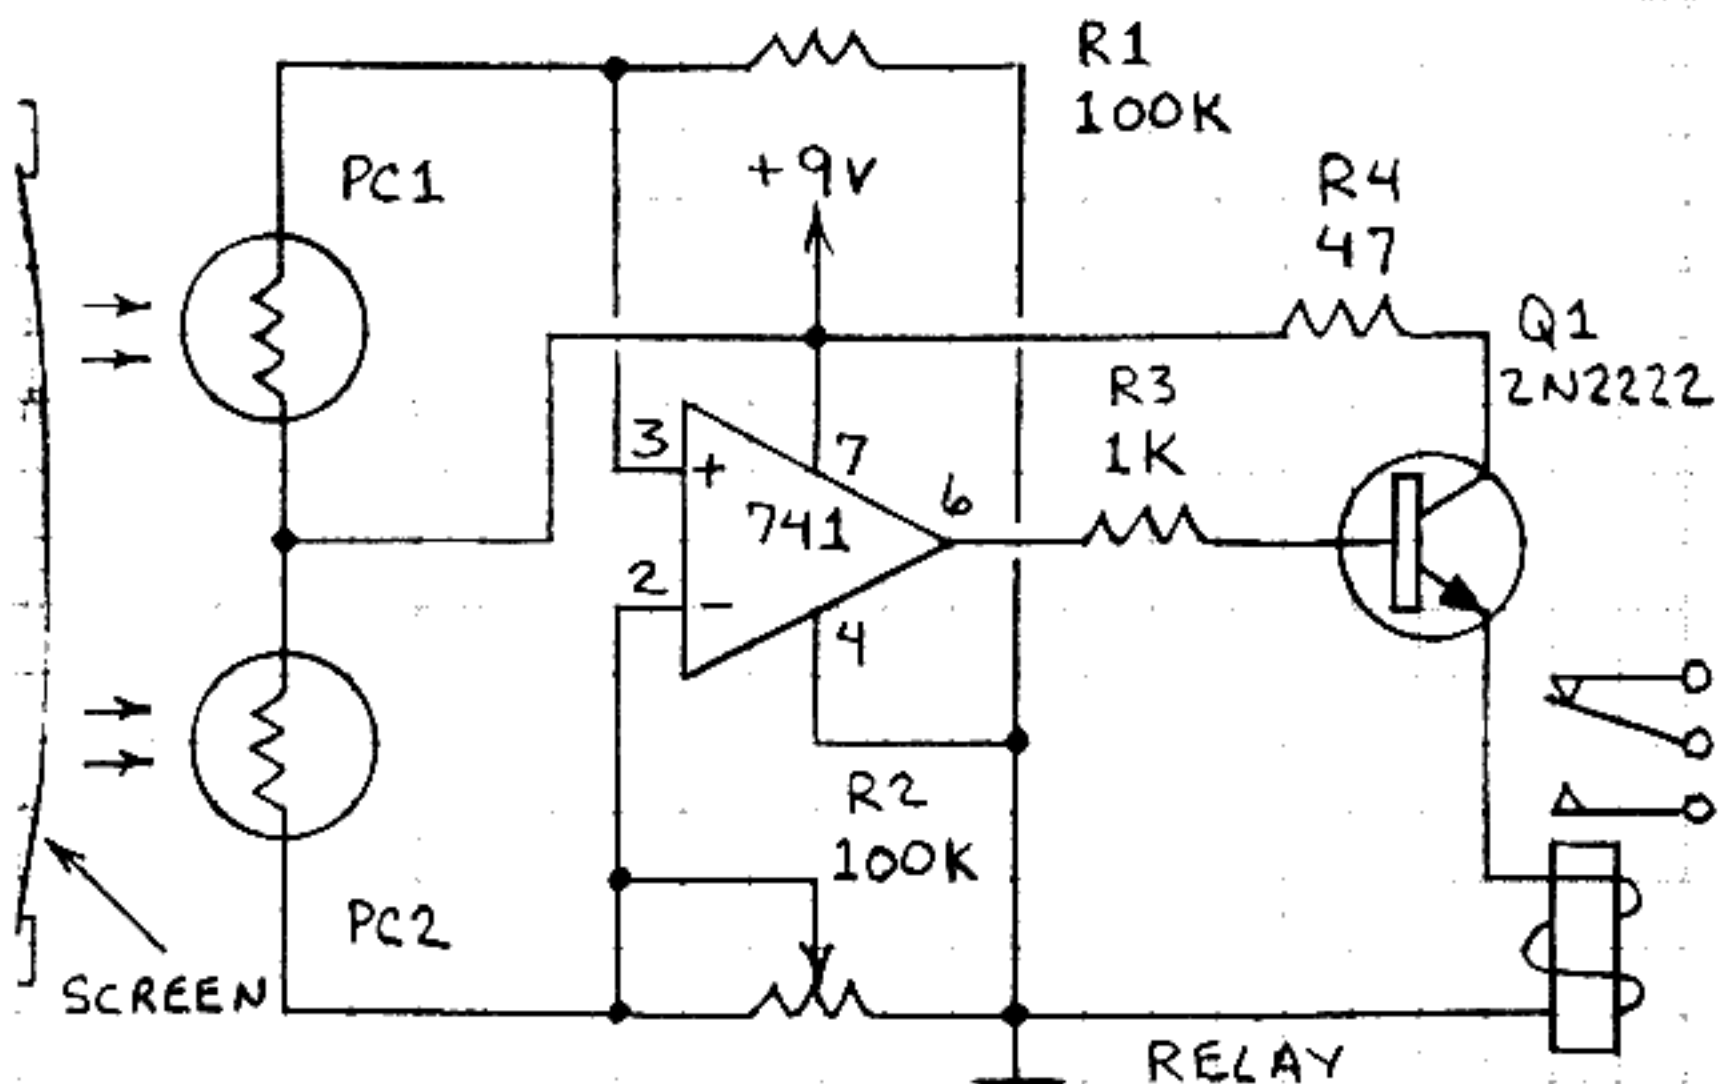 R1
100K
PC1
+9V
R4
47
Q1
2N2222
R3
1K
3
+
7
741
6
2
-
4
R2
100K
PC2
SCREEN
RELAY